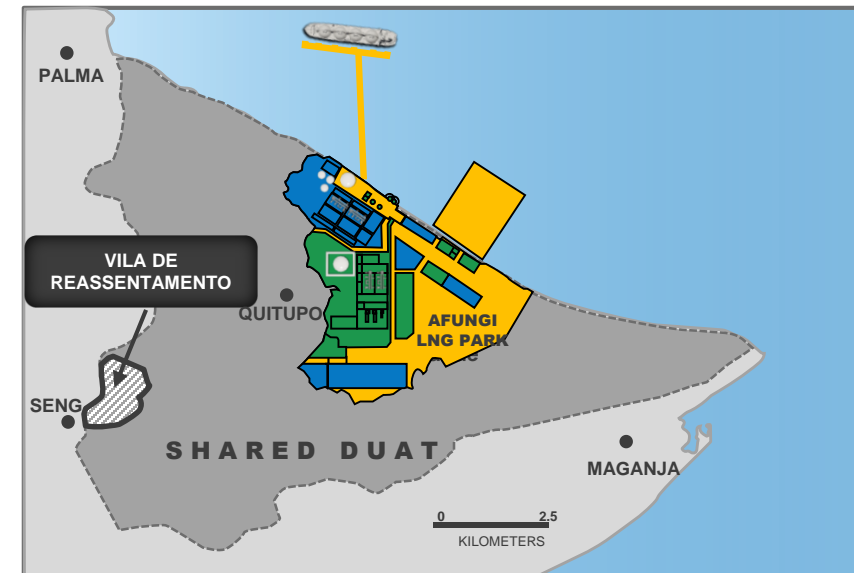 PALMA
VILA DE
REASSENTAMENTO
QUITUPO
AFUNGI
LNG PARK
SENG
SHARED DUAT
MAGANJA
0 2.5
KILOMETERS